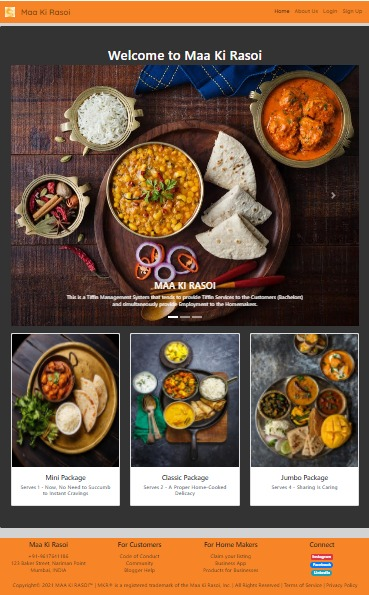 Maa Ki Rasoi
Home About Us Login Sign Up
Welcome to Maa Ki Rasoi
MAA KI RASOI
This is a Tiffin Management System that tends to provide Tiffin Services to the Customers (Bachelors)
and simultaneously provide Employment to the Homemakers.
Mini Package
Serves 1 - Now, No Need to Succumb
to Instant Cravings
Classic Package
Serves 2 - A Proper Home-Cooked
Delicacy
Jumbo Package
Serves 4 - Sharing is Caring
Maa Ki Rasoi
123 Baker Street, Nariman Point
Mumbai, INDIA
For Customers
Code of Conduct
Community
Blogger Help
For Home Makers
Claim your listing
Business App
Products for Businesses
Connect
Instagram
Facebook
LinkedIn
Copyright© 2021 MAA KI RASOI™ | MKR® is a registered trademark of the Maa Ki Rasoi, Inc. | All Rights Reserved | Terms of Service | Privacy Policy